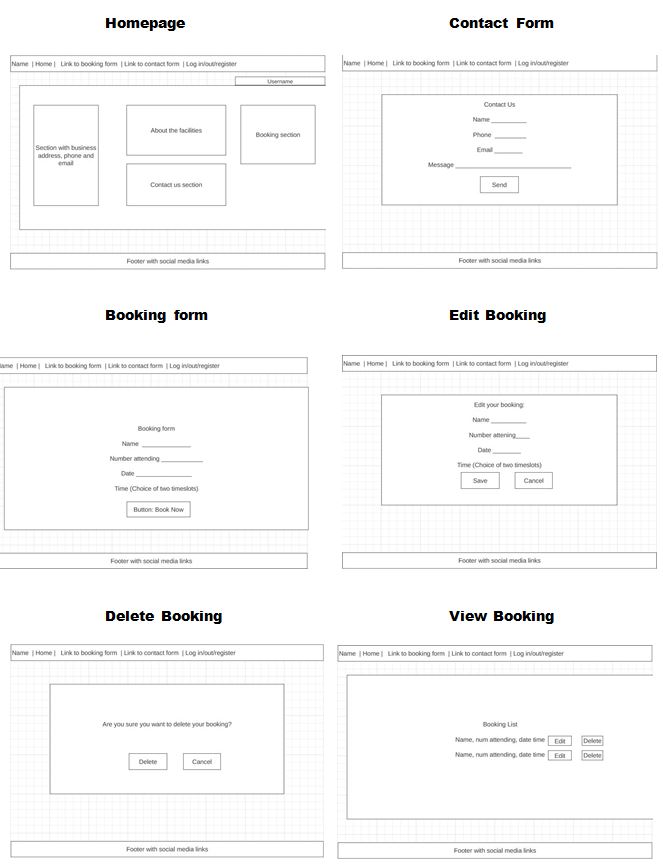 Homepage
Name | Home | Link to booking form | Link to contact form | Log in/out/register
Username
Section with business
address, phone and
email
About the facilities
Contact us section
Booking section
Footer with social media links
Contact Form
Name | Home | Link to booking form | Link to contact form | Log in/out/register
Contact Us
Name __________
Phone _________
Email _____
Message _________________________________
Send
Footer with social media links
Booking form
ame | Home | Link to booking form | Link to contact form | Log in/out/register
Booking form
Name ______________
Number attending ____________
Date ________________
Time (Choice of two timeslots)
Button: Book Now
Footer with social media links
Edit Booking
Name | Home | Link to booking form | Link to contact form | Log in/out/register
Edit your booking:
Name __________
Number attening____
Date ________
Time (Choice of two timeslots)
Save
Cancel
Footer with social media links
Delete Booking
Name | Home | Link to booking form | Link to contact form | Log in/out/register
Are you sure you want to delete your booking?
Delete
Cancel
Footer with social media links
View Booking
Name | Home | Link to booking form | Link to contact form | Log in/out/register
Booking List
Name, num attending, date time Edit Delete
Name, num attending, date time Edit Delete
Footer with social media links